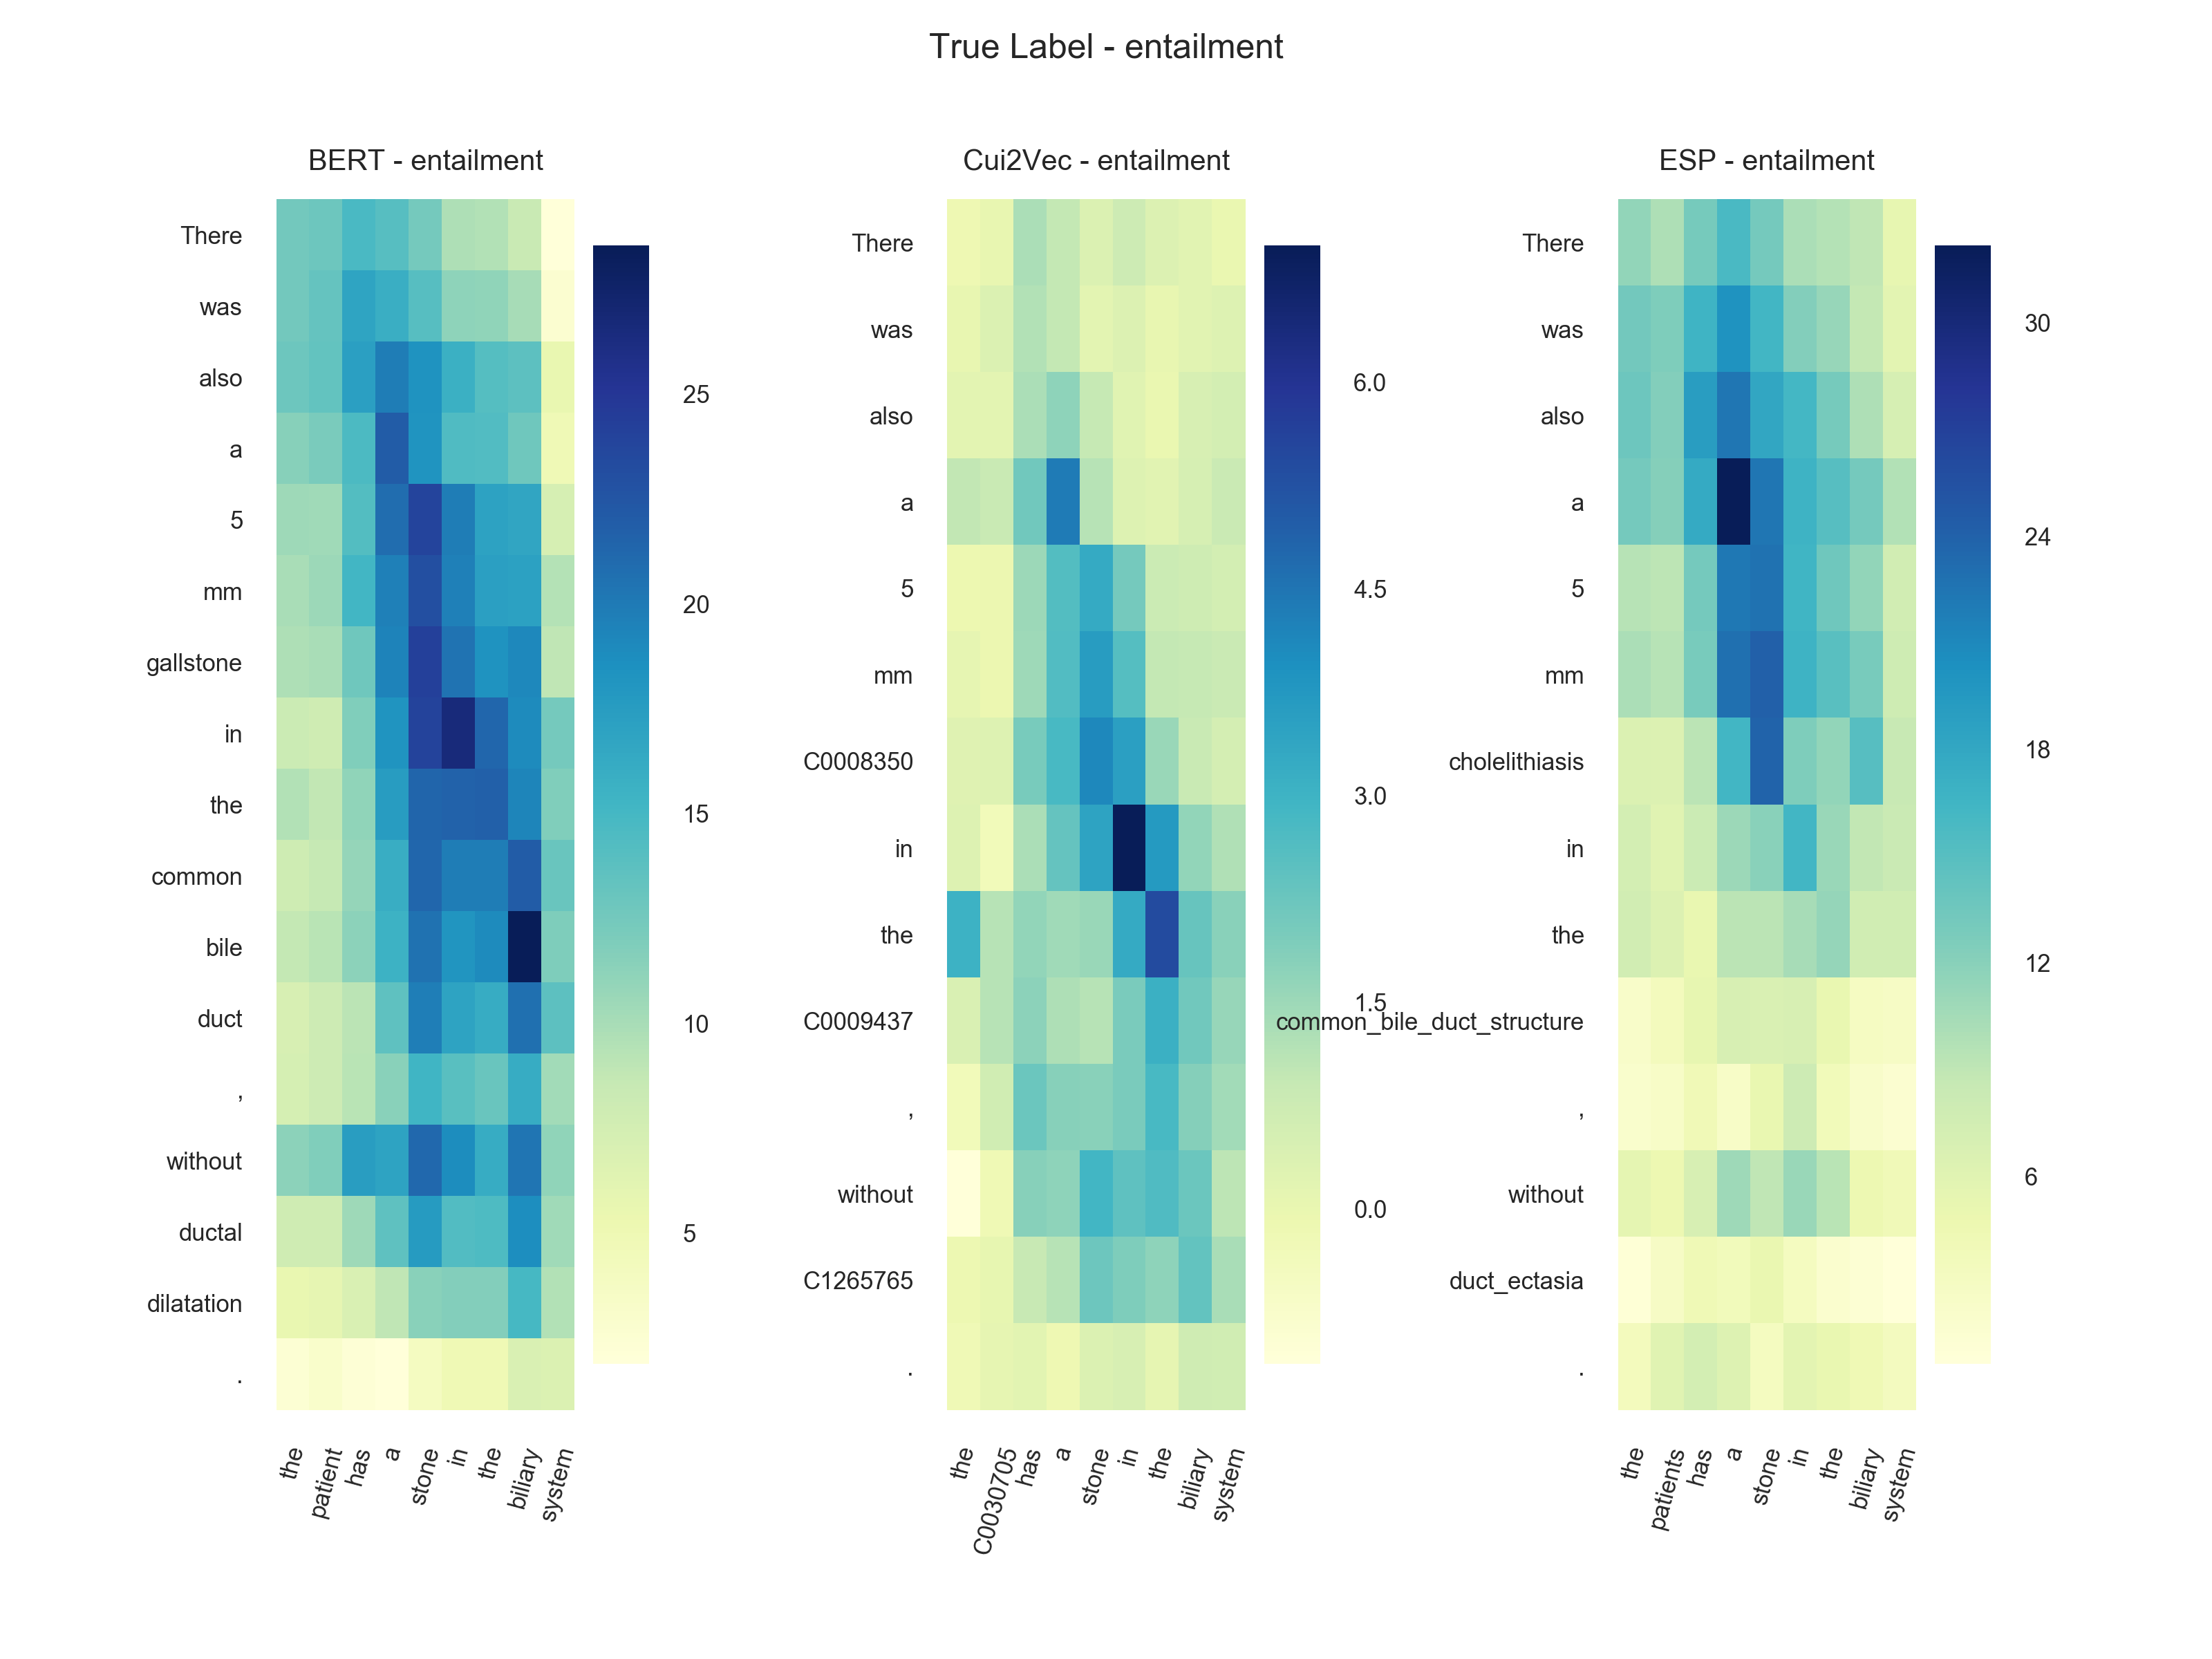 True Label - entailment
BERT - entailment
There
was
also
a
5
mm
gallstone
in
the
common
bile
duct
,
without
ductal
dilatation
.
the
patient
has
a
stone
in
the
biliary
system
25
20
15
10
5
Cui2Vec - entailment
There
was
also
a
5
mm
C0008350
in
the
C0009437
,
without
C1265765
.
the
C0030705
has
a
stone
in
the
biliary
system
6.0
4.5
3.0
1.5
0.0
ESP - entailment
There
was
also
a
5
mm
cholelithiasis
in
the
common_bile_duct_structure
,
without
duct_ectasia
.
the
patients
has
a
stone
in
the
biliary
system
30
24
18
12
6